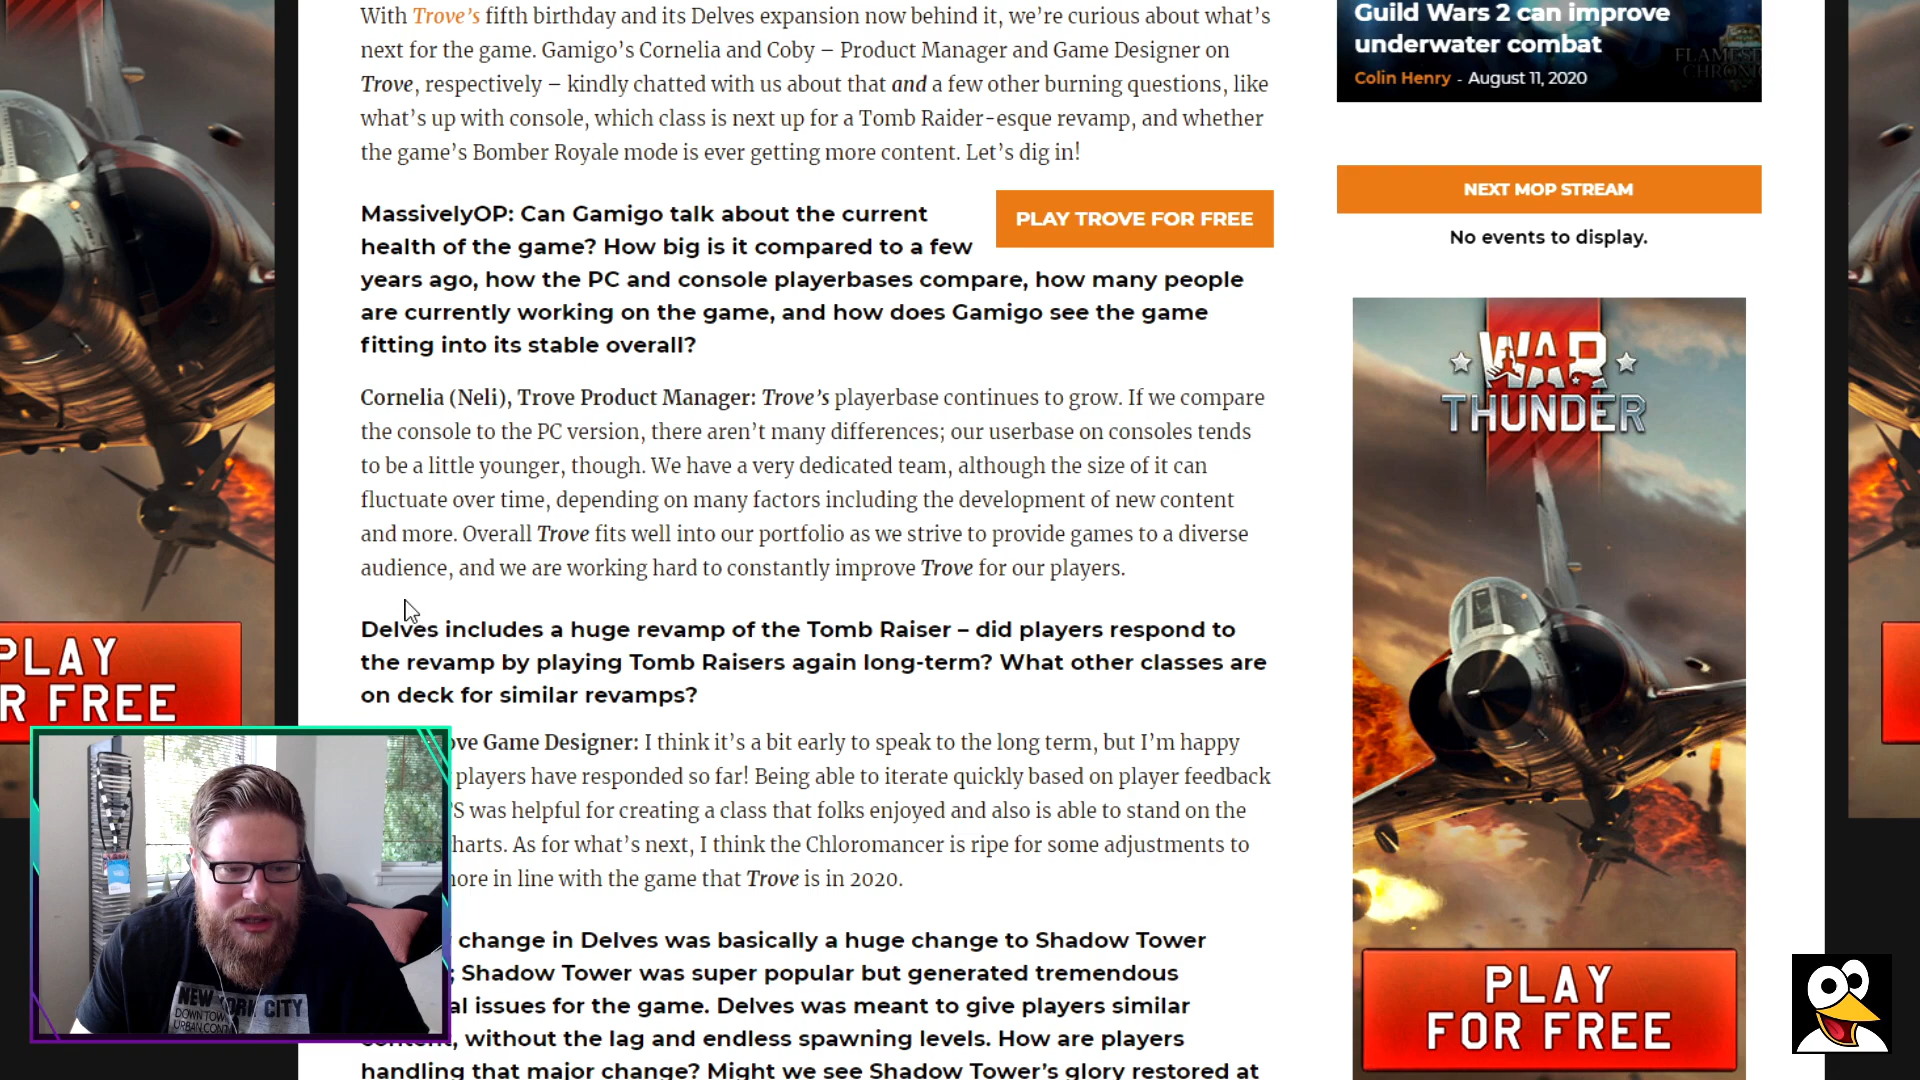 With Trove's fifth birthday and its Delves expansion now behind it, we're curious about what's
next for the game. Gamigo's Cornelia and Coby – Product Manager and Game Designer on
Trove, respectively – kindly chatted with us about that and a few other burning questions, like
what's up with console, which class is next up for a Tomb Raider-esque revamp, and whether
the game's Bomber Royale mode is ever getting more content. Let's dig in!
MassivelyOP: Can Gamigo talk about the current
health of the game? How big is it compared to a few
years ago, how the PC and console playerbases compare, how many people
are currently working on the game, and how does Gamigo see the game
fitting into its stable overall?
PLAY TROVE FOR FREE
Cornelia (Neli), Trove Product Manager: Trove's playerbase continues to grow. If we compare
the console to the PC version, there aren't many differences; our userbase on consoles tends
to be a little younger, though. We have a very dedicated team, although the size of it can
fluctuate over time, depending on many factors including the development of new content
and more. Overall Trove fits well into our portfolio as we strive to provide games to a diverse
audience, and we are working hard to constantly improve Trove for our players.
Delves includes a huge revamp of the Tomb Raiser – did players respond to
the revamp by playing Tomb Raisers again long-term? What other classes are
on deck for similar revamps?
ove Game Designer: I think it's a bit early to speak to the long term, but I'm happy
players have responded so far! Being able to iterate quickly based on player feedback
'S was helpful for creating a class that folks enjoyed and also is able to stand on the
harts. As for what's next, I think the Chloromancer is ripe for some adjustments to
ore in line with the game that Trove is in 2020.
change in Delves was basically a huge change to Shadow Tower
; Shadow Tower was super popular but generated tremendous
al issues for the game. Delves was meant to give players similar
content, without the lag and endless spawning levels. How are players
handling that major change? Might we see Shadow Tower's glory restored at
Guild Wars 2 can improve
underwater combat
Colin Henry - August 11, 2020
NEXT MOP STREAM
No events to display.
WAR
THUNDER
PLAY
FOR FREE
PLAY
R FREE
NEW YORK CITY
DOWNTOWN